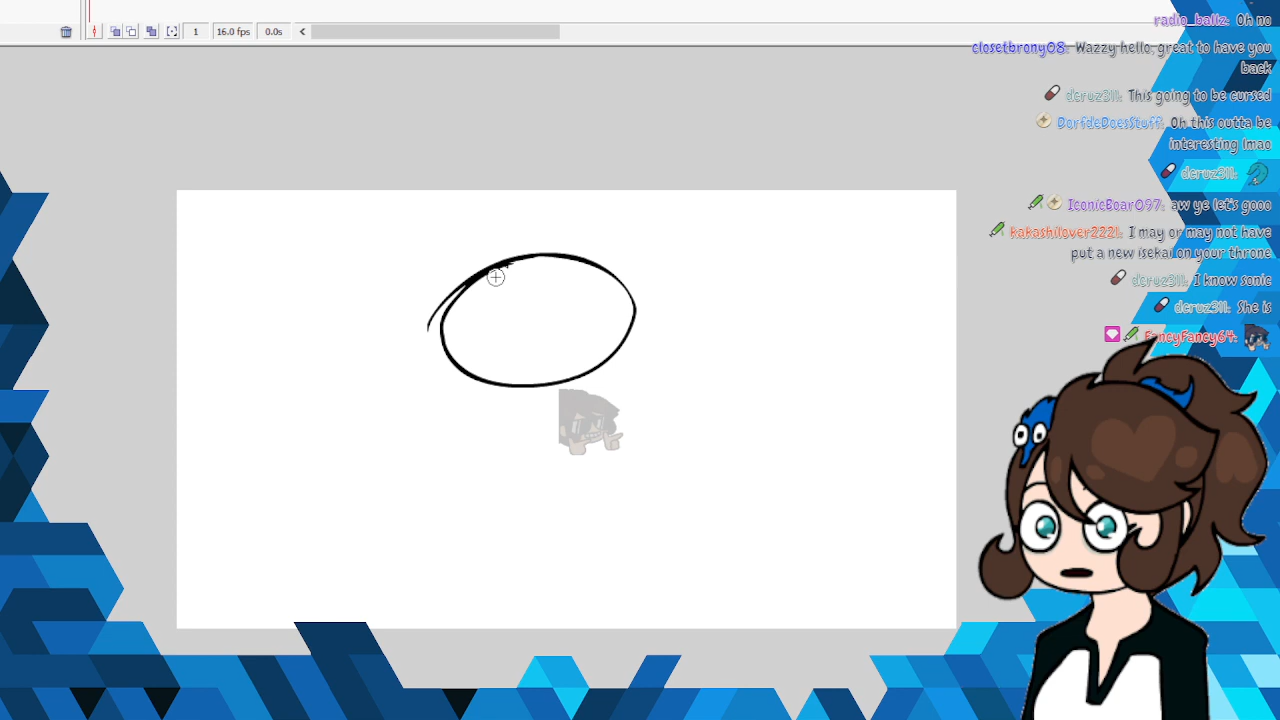 1 16.0 fps 0.0s
radio_ballz: Oh no
closetbrony08: Wazzy hello, great to have you
back
dcruz311: This going to be cursed
DorfdeDoesStuff: Oh this outta be
interesting lmao
dcruz311:
IconicBoar097: aw ye let's gooo
kakashilover2221: I may or may not have
put a new isekai on your throne
dcruz311: I know sonic
dcruz311: She is
FancyFancy64: